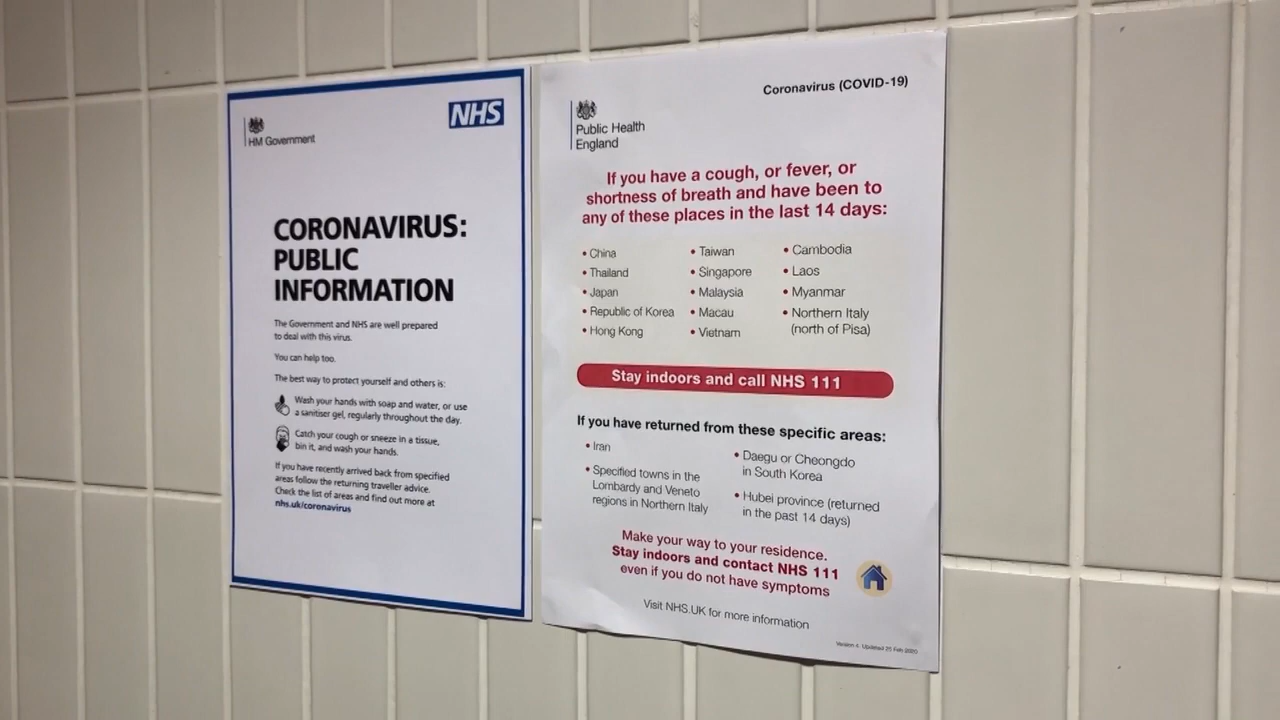 HM Government
NHS
CORONAVIRUS:
PUBLIC
INFORMATION
The Government and NHS are well prepared
to deal with this virus.
You can help too.
The best way to protect yourself and others is:
Wash your hands with soap and water, or use
a sanitiser gel, regularly throughout the day.
Catch your cough or sneeze in a tissue,
bin it, and wash your hands.
If you have recently arrived back from specified
areas follow the returning traveller advice.
Check the list of areas and find out more at
nhs.uk/coronavirus
Coronavirus (COVID-19)
Public Health
England
If you have a cough, or fever, or
shortness of breath and have been to
any of these places in the last 14 days:
• China
• Thailand
• Japan
• Republic of Korea
• Hong Kong
• Taiwan
• Singapore
• Malaysia
• Macau
• Vietnam
• Cambodia
• Laos
• Myanmar
• Northern Italy
(north of Pisa)
Stay indoors and call NHS 111
If you have returned from these specific areas:
• Iran
• Specified towns in the
Lombardy and Veneto
regions in Northern Italy
• Daegu or Cheongdo
in South Korea
• Hubei province (returned
in the past 14 days)
Make your way to your residence.
Stay indoors and contact NHS 111
even if you do not have symptoms
Visit NHS.UK for more information
Version 4. Updated 25 Feb 2020